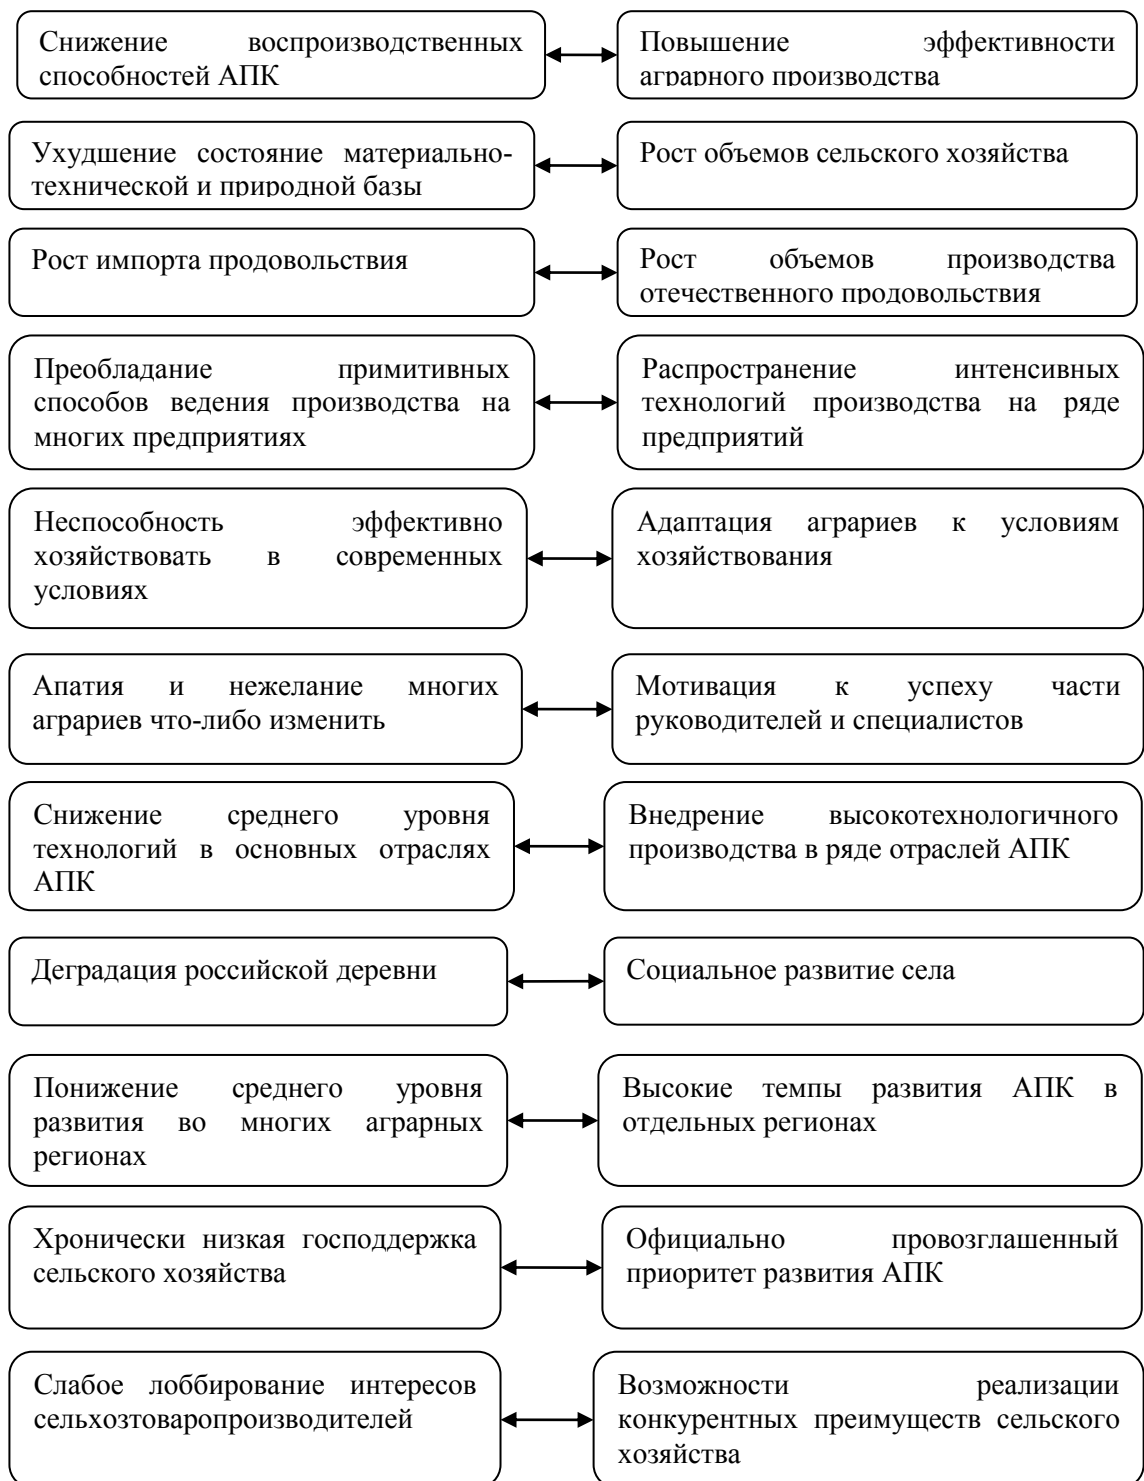 Снижение воспроизводственных
способностей АПК
Повышение эффективности
аграрного производства
Ухудшение состояние материально-
технической и природной базы
Рост объемов сельского хозяйства
Рост импорта продовольствия
Рост объемов производства
отечественного продовольствия
Преобладание примитивных
способов ведения производства на
многих предприятиях
Распространение интенсивных
технологий производства на ряде
предприятий
Неспособность эффективно
хозяйствовать в современных
условиях
Адаптация аграриев к условиям
хозяйствования
Апатия и нежелание многих
аграриев что-либо изменить
Мотивация к успеху части
руководителей и специалистов
Снижение среднего уровня
технологий в основных отраслях
АПК
Внедрение высокотехнологичного
производства в ряде отраслей АПК
Деградация российской деревни
Социальное развитие села
Понижение среднего уровня
развития во многих аграрных
регионах
Высокие темпы развития АПК в
отдельных регионах
Хронически низкая господдержка
сельского хозяйства
Официально провозглашенный
приоритет развития АПК
Слабое лоббирование интересов
сельхозтоваропроизводителей
Возможности реализации
конкурентных преимуществ сельского
хозяйства